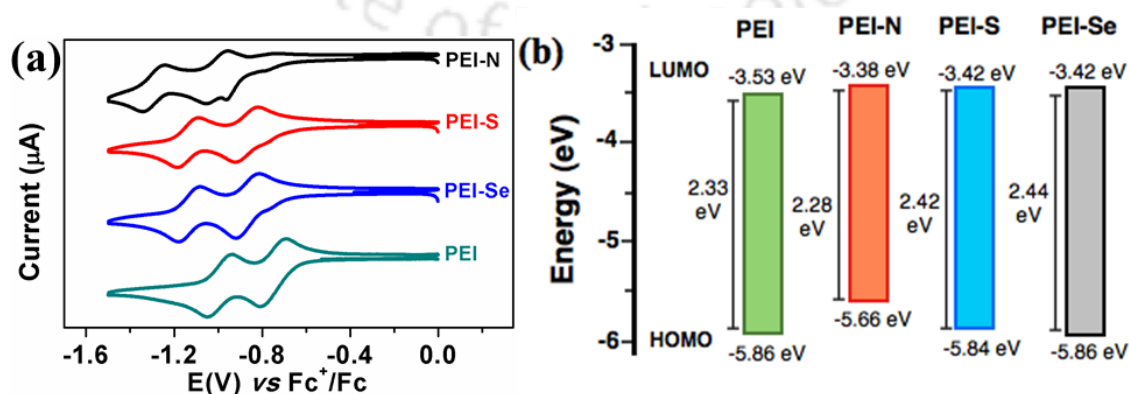 (a)
PEI-N
PEI-S
PEI-Se
PEI
Current (μA)
-1.6 -1.2 -0.8 -0.4 0.0
E(V) vs Fc⁺/Fc
(b)
PEI PEI-N PEI-S PEI-Se
-3
LUMO -3.53 eV -3.38 eV -3.42 eV -3.42 eV
-4
Energy (eV)
2.33 eV 2.28 eV 2.42 eV 2.44 eV
-5
-5.66 eV
-6
HOMO -5.86 eV -5.84 eV -5.86 eV